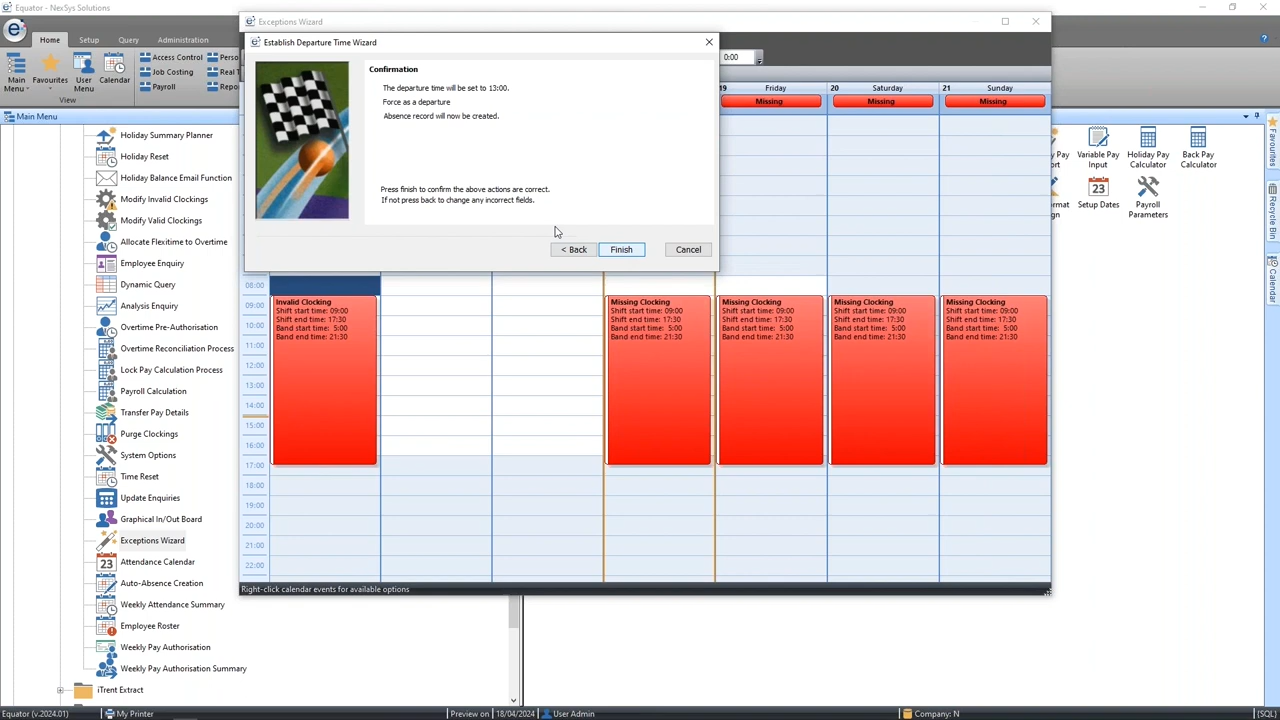 Equator - NexSys Solutions
Home
Setup
Query
Administration
Main Menu
Favourites
User Menu
Calendar
View
Access Control
Job Costing
Payroll
Perso
Real T
Repor
Main Menu
Holiday Summary Planner
Holiday Reset
Holiday Balance Email Function
Modify Invalid Clockings
Modify Valid Clockings
Allocate Flexitime to Overtime
Employee Enquiry
Dynamic Query
Analysis Enquiry
Overtime Pre-Authorisation
Overtime Reconciliation Process
Lock Pay Calculation Process
Payroll Calculation
Transfer Pay Details
Purge Clockings
System Options
Time Reset
Update Enquiries
Graphical In/Out Board
Exceptions Wizard
23
Attendance Calendar
Auto-Absence Creation
Weekly Attendance Summary
Employee Roster
Weekly Pay Authorisation
Weekly Pay Authorisation Summary
iTrent Extract
Exceptions Wizard
0:00
Establish Departure Time Wizard
Confirmation
The departure time will be set to 13:00.
Force as a departure
Absence record will now be created.
Press finish to confirm the above actions are correct.
If not press back to change any incorrect fields.
< Back
Finish
Cancel
19 Friday
20 Saturday
21 Sunday
Missing
Missing
Missing
08:00
09:00
10:00
11:00
12:00
13:00
14:00
15:00
16:00
17:00
18:00
19:00
20:00
21:00
22:00
Invalid Clocking
Shift start time: 09:00
Shift end time: 17:30
Band start time: 5:00
Band end time: 21:30
Missing Clocking
Shift start time: 09:00
Shift end time: 17:30
Band start time: 5:00
Band end time: 21:30
Missing Clocking
Shift start time: 09:00
Shift end time: 17:30
Band start time: 5:00
Band end time: 21:30
Missing Clocking
Shift start time: 09:00
Shift end time: 17:30
Band start time: 5:00
Band end time: 21:30
Missing Clocking
Shift start time: 09:00
Shift end time: 17:30
Band start time: 5:00
Band end time: 21:30
Right-click calendar events for available options
y Pay
ort
Variable Pay
Input
Holiday Pay
Calculator
Back Pay
Calculator
ormat
gn
23
Setup Dates
Payroll
Parameters
Favourites
Recycle Bin
Calendar
Equator (v.2024.01)
My Printer
Preview on
18/04/2024
User Admin
Company: N
[SQL]